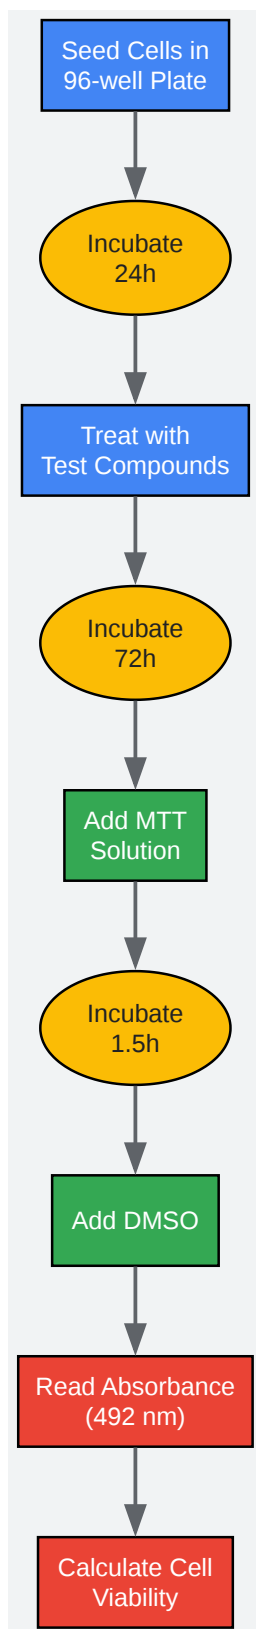 Seed Cells in
96-well Plate
Incubate
24h
Treat with
Test Compounds
Incubate
72h
Add MTT
Solution
Incubate
1.5h
Add DMSO
Read Absorbance
(492 nm)
Calculate Cell
Viability